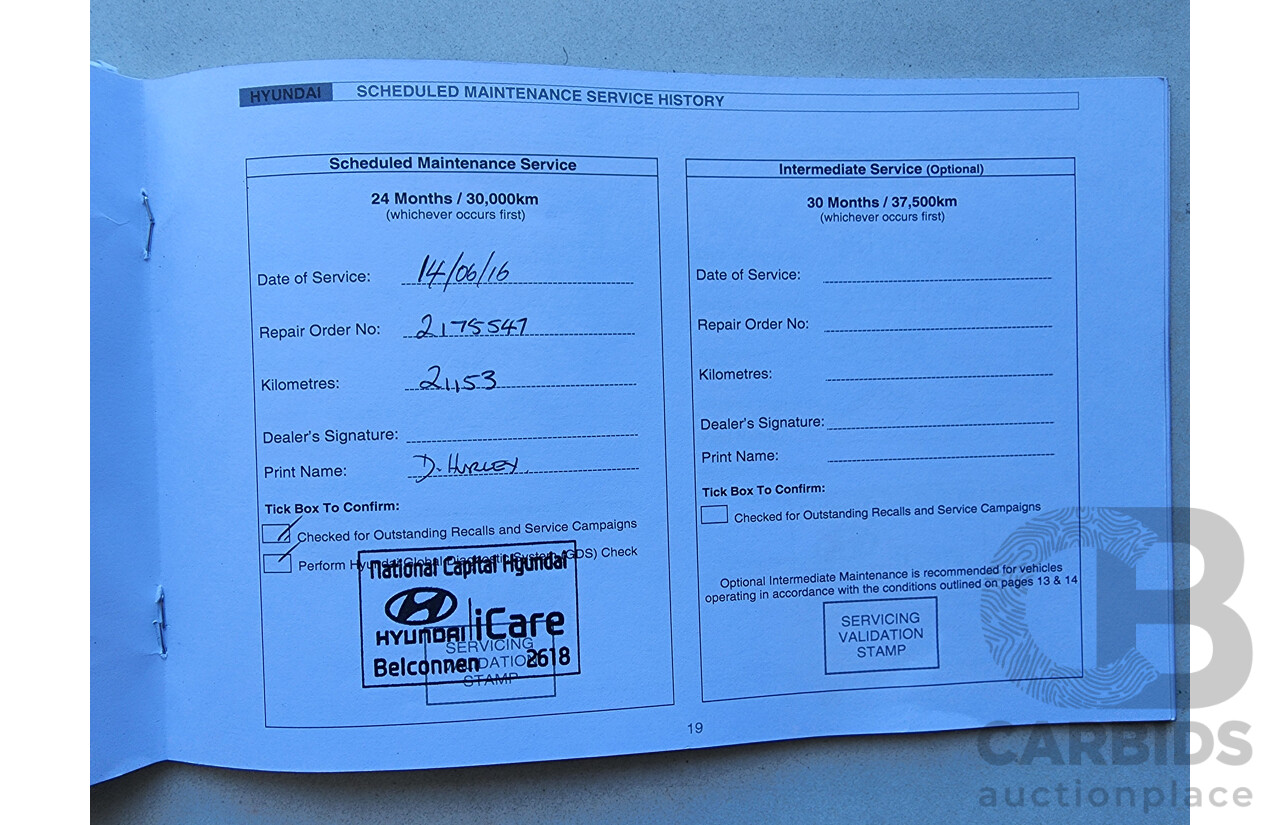 HYUNDAI SCHEDULED MAINTENANCE SERVICE HISTORY
Scheduled Maintenance Service
24 Months / 30,000km
(whichever occurs first)
Date of Service: 14/06/16
Repair Order No: 2175547
Kilometres: 21,153
Dealer's Signature:
Print Name: D. HURLEY
Tick Box To Confirm:
Checked for Outstanding Recalls and Service Campaigns
Perform Hyundai Global Diagnostic System (GDS) Check
National Capital Hyundai
HYUNDAI iCare
Belconnen 2618
SERVICING
VALIDATION
STAMP
Intermediate Service (Optional)
30 Months / 37,500km
(whichever occurs first)
Date of Service:
Repair Order No:
Kilometres:
Dealer's Signature:
Print Name:
Tick Box To Confirm:
Checked for Outstanding Recalls and Service Campaigns
Optional Intermediate Maintenance is recommended for vehicles
operating in accordance with the conditions outlined on pages 13 & 14
SERVICING
VALIDATION
STAMP
19
CB
CARBIDS
auctionplace